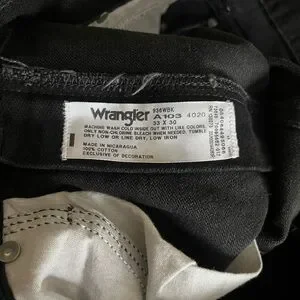 Wrangler 936WBK
A103 4020
33 X 30
MACHINE WASH COLD INSIDE OUT WITH LIKE COLORS
ONLY NON-CHLORINE BLEACH WHEN NEEDED, TUMBLE
DRY LOW OR LINE DRY, LOW IRON
MADE IN NICARAGUA
100% COTTON
EXCLUSIVE OF DECORATION